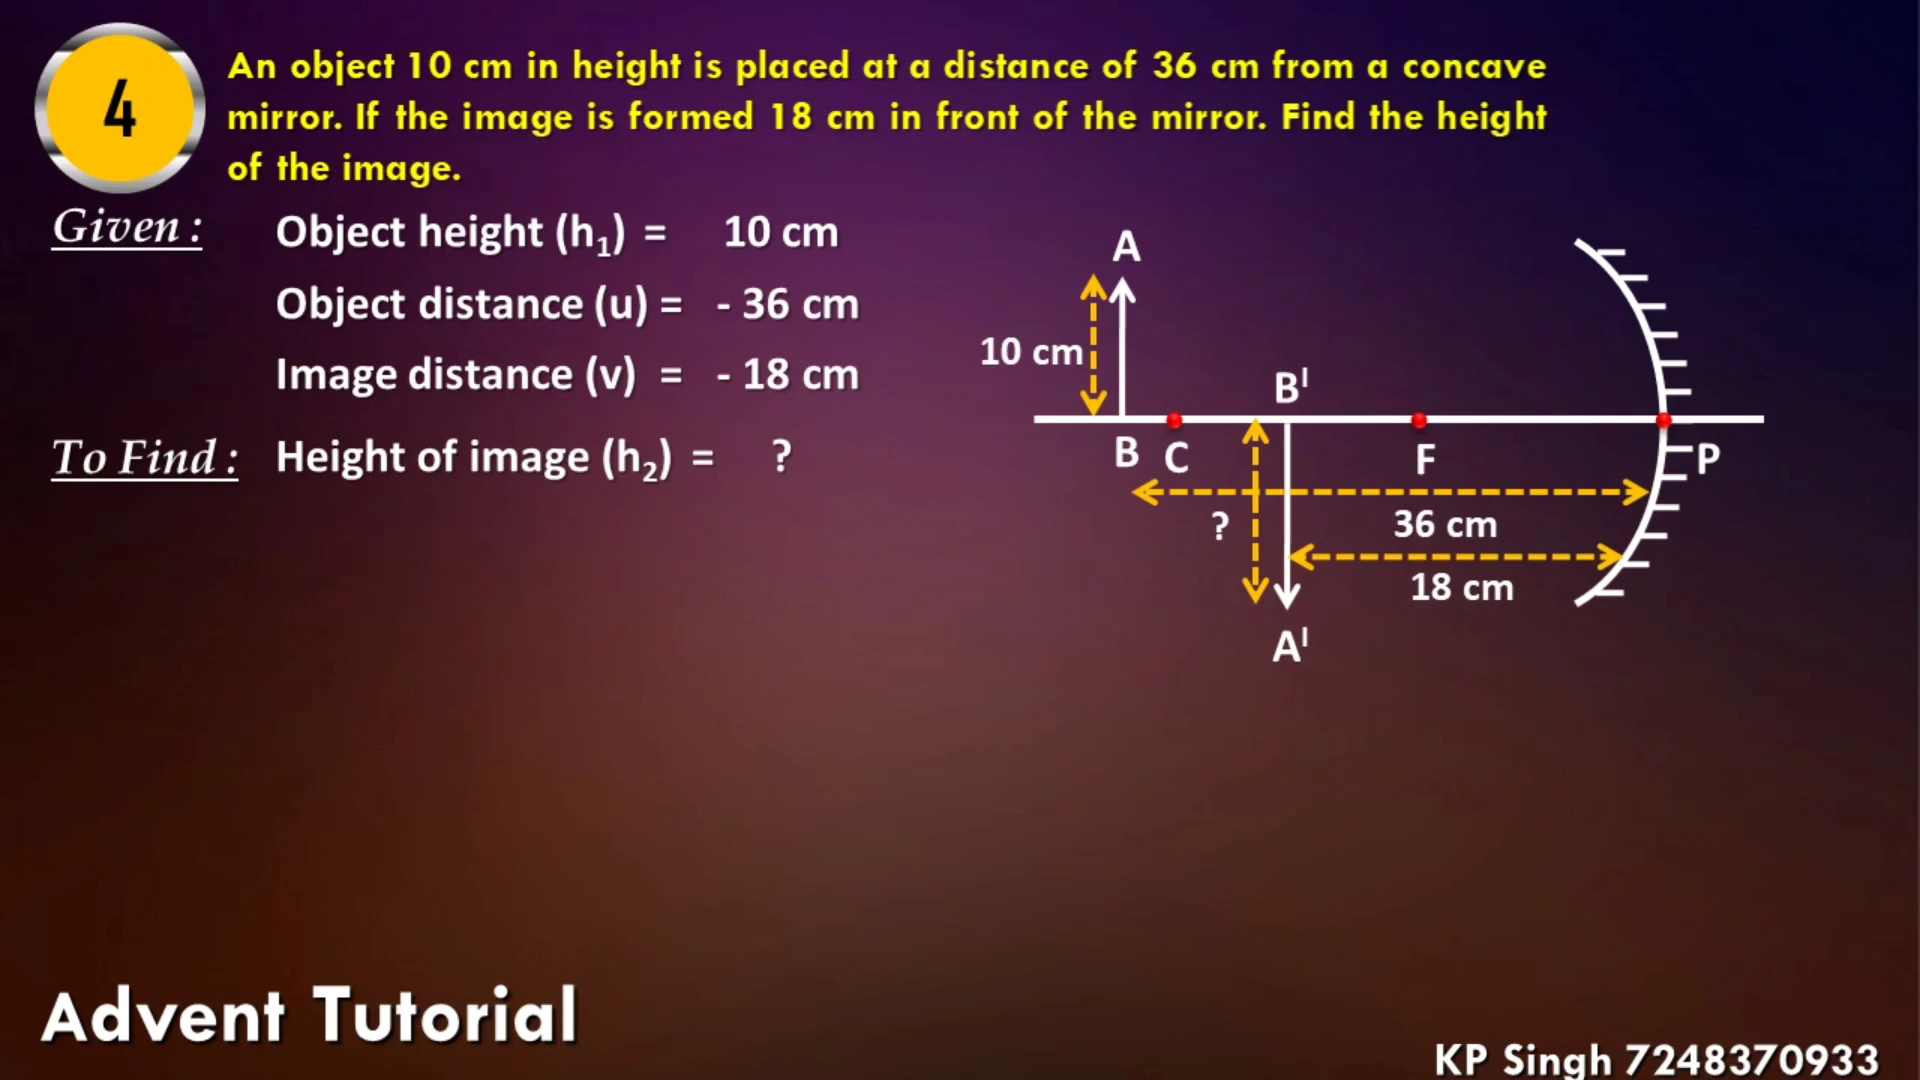 4
An object 10 cm in height is placed at a distance of 36 cm from a concave
mirror. If the image is formed 18 cm in front of the mirror. Find the height
of the image.
Given :
Object height (h₁) = 10 cm
Object distance (u) = - 36 cm
Image distance (v) = - 18 cm
To Find : Height of image (h₂) = ?
A
10 cm
B'
B C F P
36 cm
?
18 cm
A'
Advent Tutorial
KP Singh 7248370933